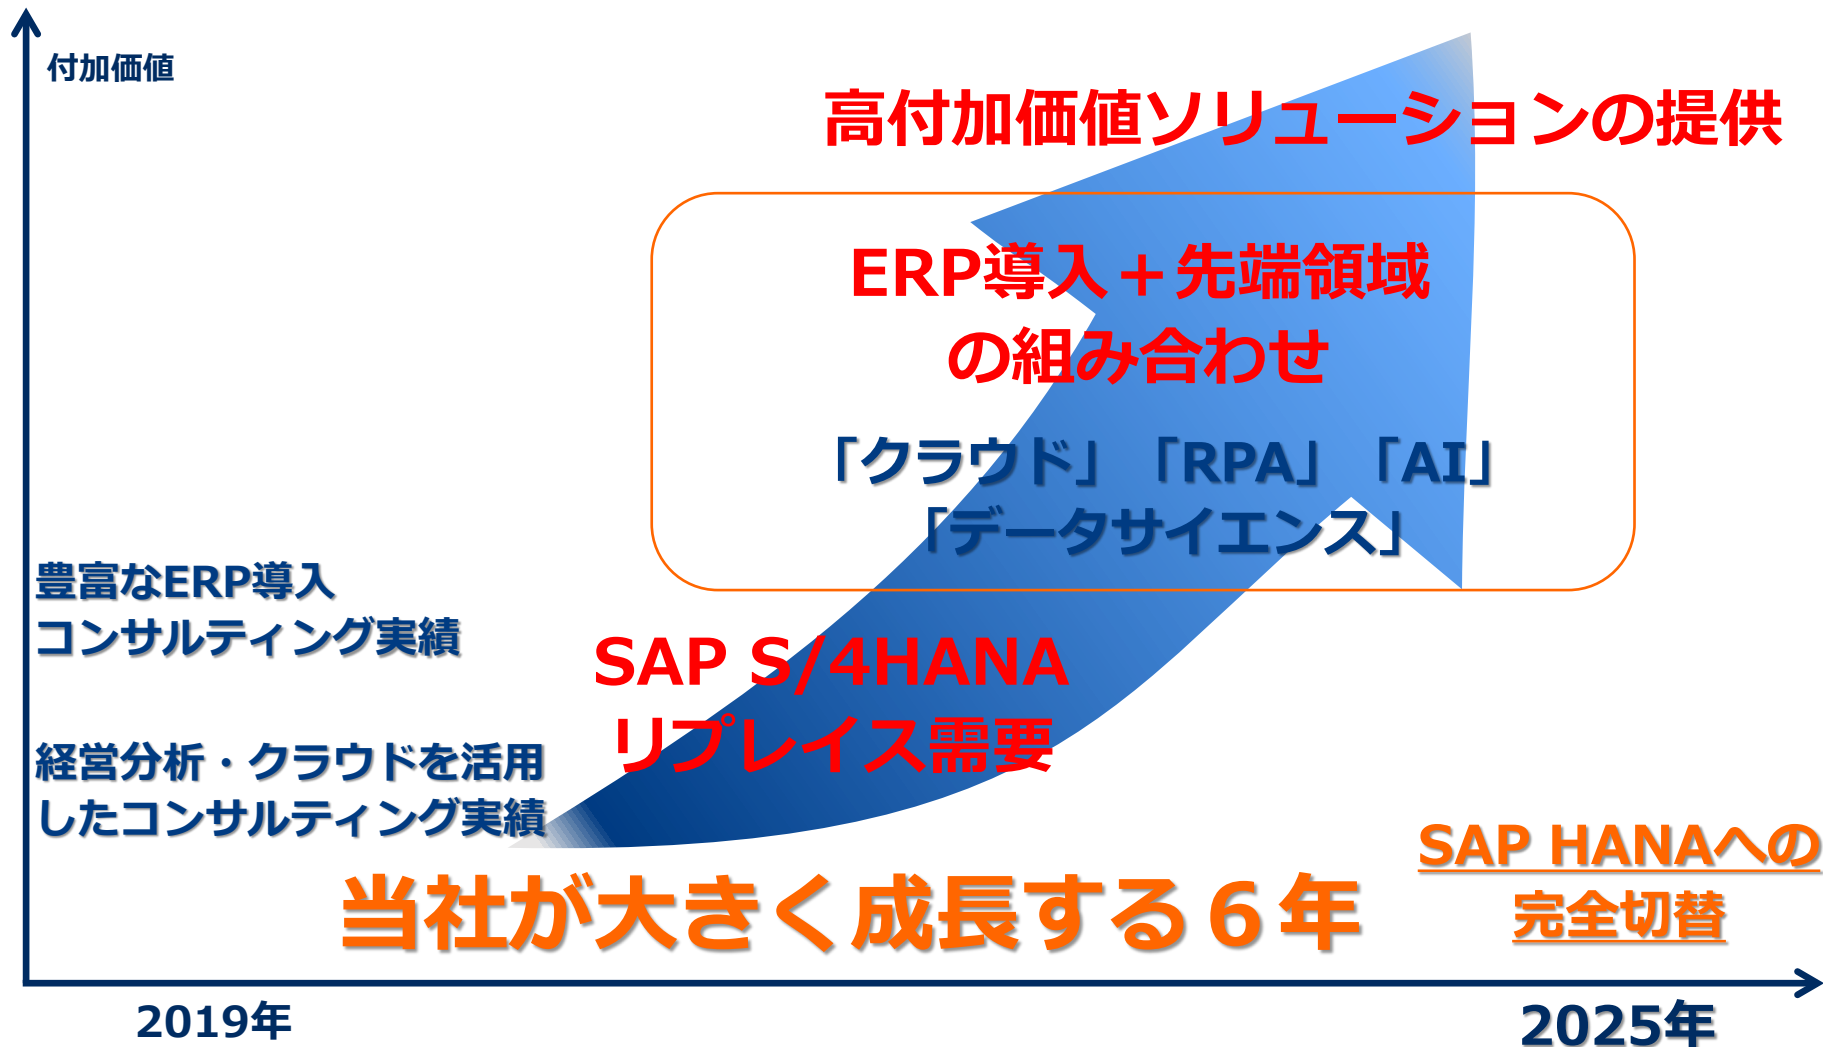 付加価値
高付加価値ソリューションの提供
ERP導入＋先端領域
の組み合わせ
「クラウド」「RPA」「AI」
「データサイエンス」
豊富なERP導入
コンサルティング実績
SAP S/4HANA
リプレイス需要
経営分析・クラウドを活用
したコンサルティング実績
SAP HANAへの
完全切替
当社が大きく成長する６年
2019年
2025年